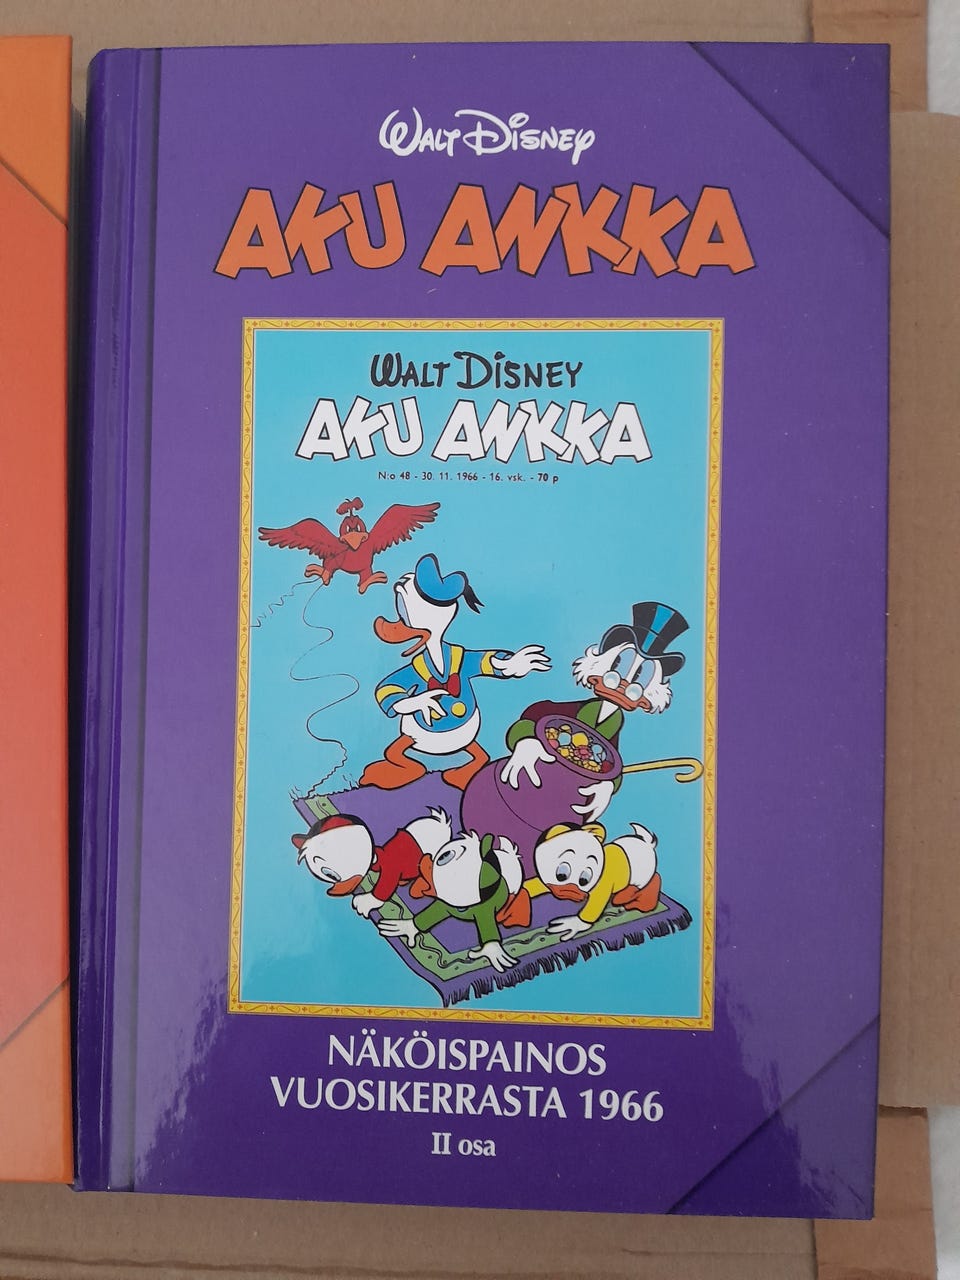 WALT DISNEY
AKU ANKKA
WALT DISNEY
AKU ANKKA
N:o 48 - 30. 11. 1966 - 16. vsk. - 70 p
NÄKÖISPAINOS
VUOSIKERRASTA 1966
II osa